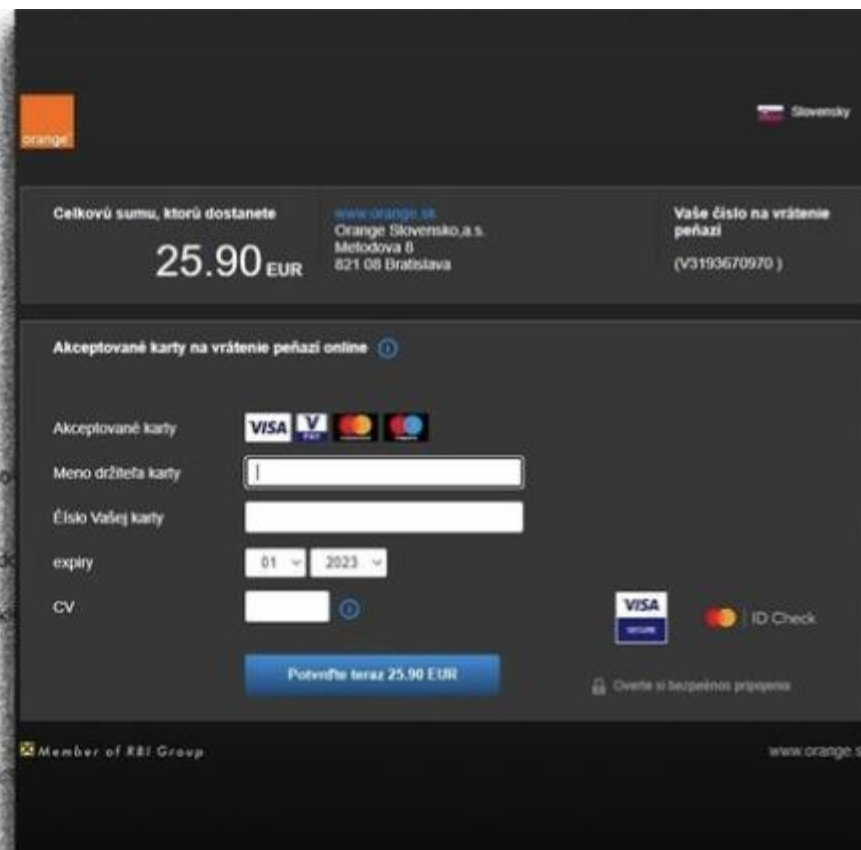 orange
Slovensky
Celkovú sumu, ktorú dostanete
25.90 EUR
www.orange.sk
Orange Slovensko,a.s.
Metodova 8
821 08 Bratislava
Vaše číslo na vrátenie
peňazí
(V3193670970 )
Akceptované karty na vrátenie peňazí online
Akceptované karty
VISA V PAY
Meno držiteľa karty
Číslo Vašej karty
expiry
01 2023
CV
VISA
SECURE
ID Check
Potvrďte teraz 25.90 EUR
Overte si bezpečnos pripojenia
Member of RBI Group
www.orange.s